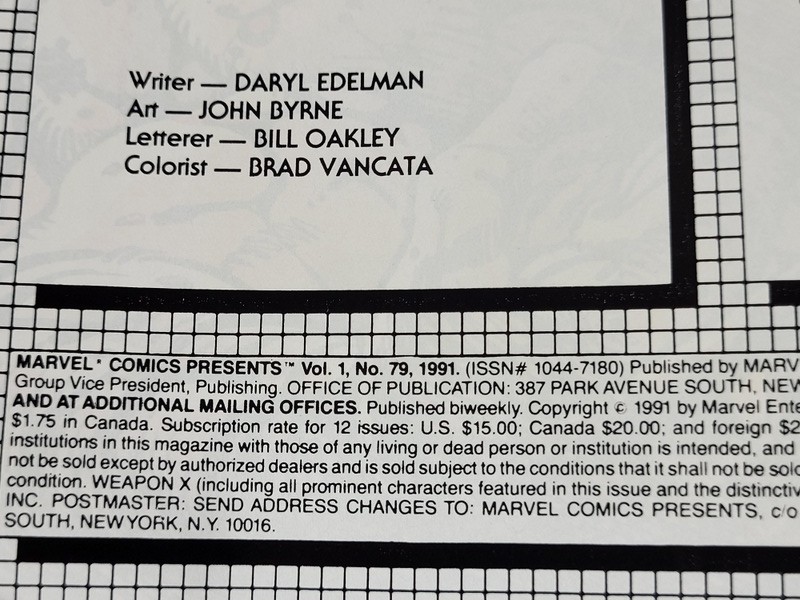 Writer — DARYL EDELMAN
Art — JOHN BYRNE
Letterer — BILL OAKLEY
Colorist — BRAD VANCATA
MARVEL® COMICS PRESENTS™ Vol. 1, No. 79, 1991. (ISSN# 1044-7180) Published by MARV
Group Vice President, Publishing. OFFICE OF PUBLICATION: 387 PARK AVENUE SOUTH, NEW
AND AT ADDITIONAL MAILING OFFICES. Published biweekly. Copyright © 1991 by Marvel Ente
$1.75 in Canada. Subscription rate for 12 issues: U.S. $15.00; Canada $20.00; and foreign $2
institutions in this magazine with those of any living or dead person or institution is intended, and
not be sold except by authorized dealers and is sold subject to the conditions that it shall not be sold
condition. WEAPON X (including all prominent characters featured in this issue and the distinctiv
INC. POSTMASTER: SEND ADDRESS CHANGES TO: MARVEL COMICS PRESENTS, c/o
SOUTH, NEW YORK, N.Y. 10016.